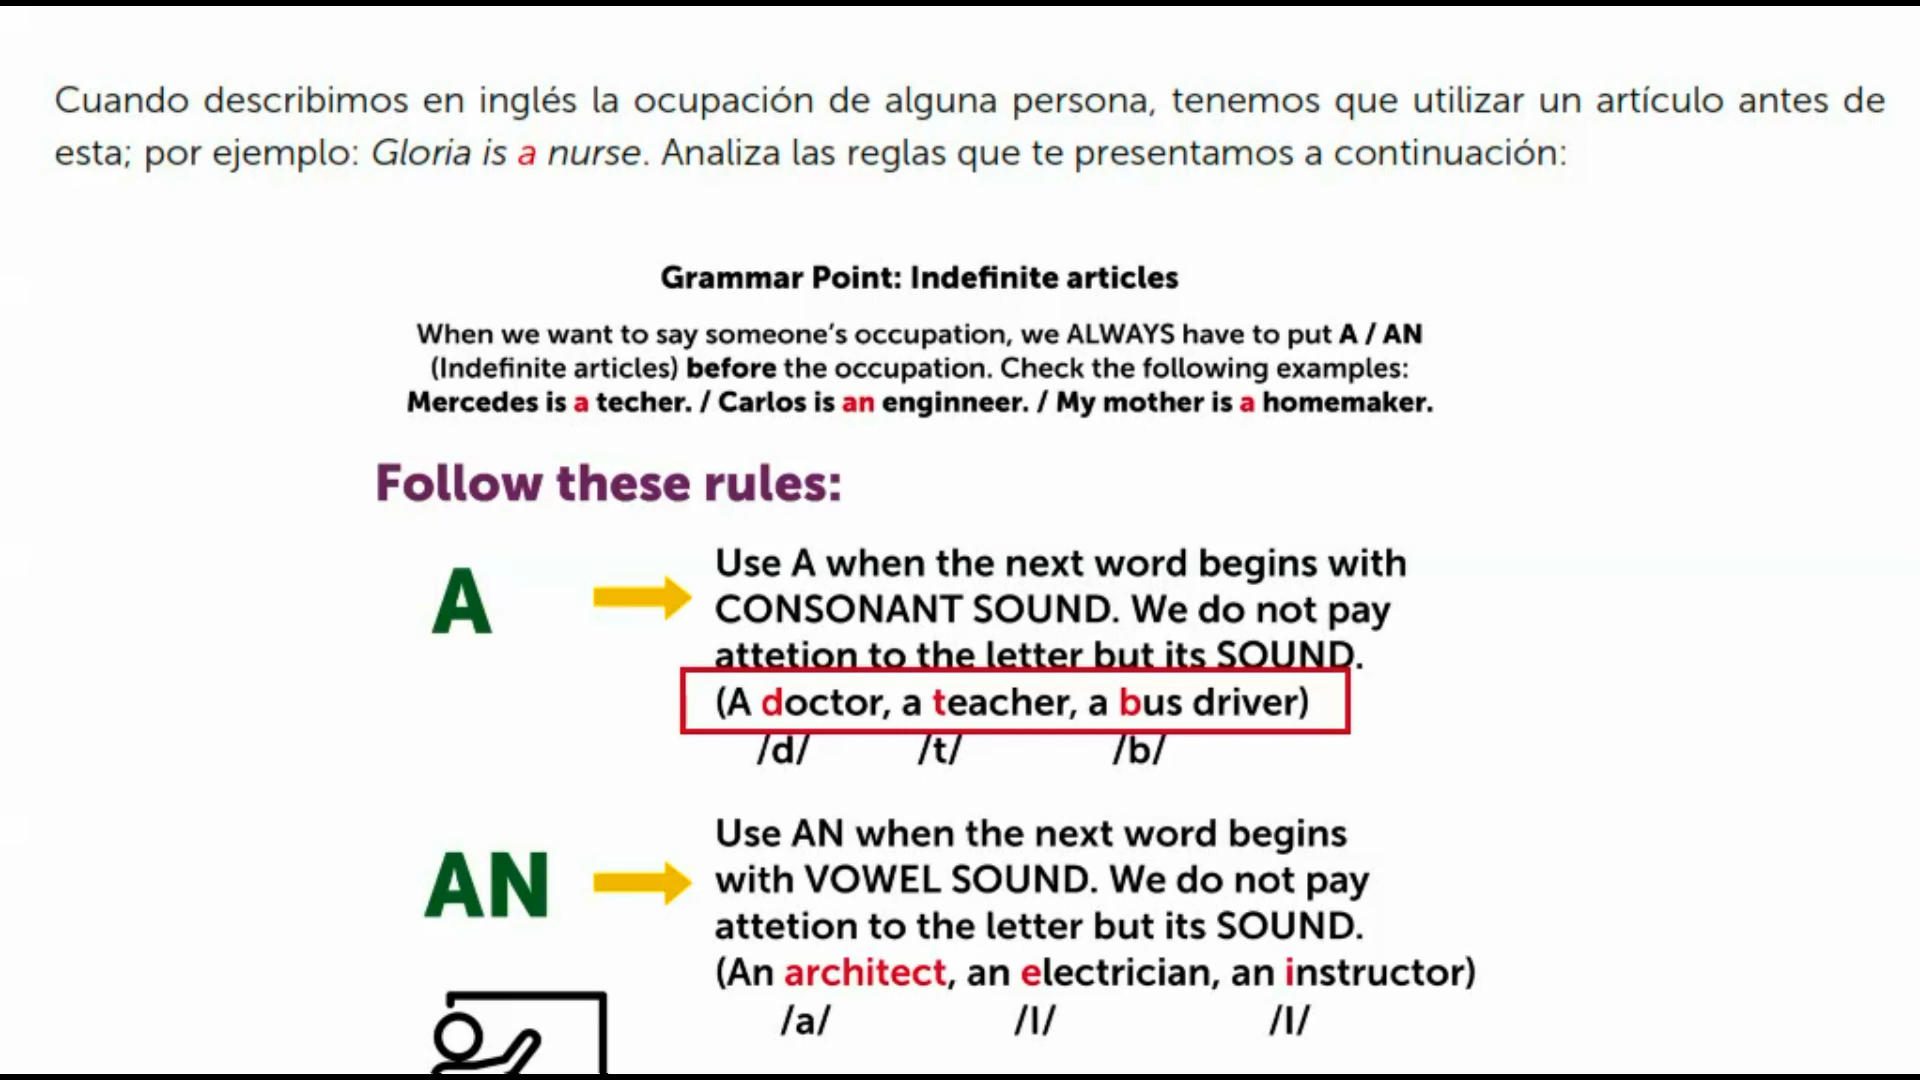 Cuando describimos en inglés la ocupación de alguna persona, tenemos que utilizar un artículo antes de
esta; por ejemplo: Gloria is a nurse. Analiza las reglas que te presentamos a continuación:
Grammar Point: Indefinite articles
When we want to say someone's occupation, we ALWAYS have to put A / AN
(Indefinite articles) before the occupation. Check the following examples:
Mercedes is a techer. / Carlos is an enginneer. / My mother is a homemaker.
Follow these rules:
A
Use A when the next word begins with
CONSONANT SOUND. We do not pay
attetion to the letter but its SOUND.
(A doctor, a teacher, a bus driver)
/d/ /t/ /b/
AN
Use AN when the next word begins
with VOWEL SOUND. We do not pay
attetion to the letter but its SOUND.
(An architect, an electrician, an instructor)
/a/ /I/ /I/